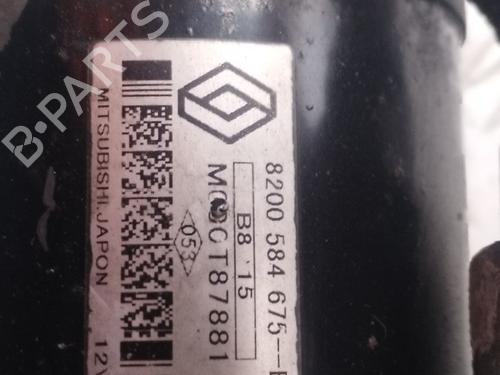 8200 584 675--
B8 '15
M000T87881
053
MITSUBISHI.JAPON 12V
B-PARTS